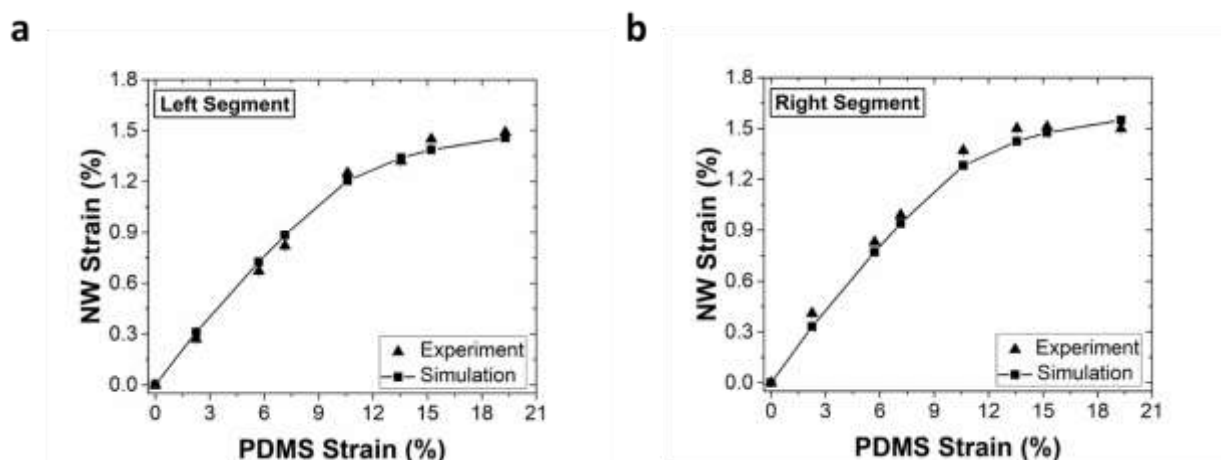 a
1.8
1.5
1.2
0.9
0.6
0.3
0.0
NW Strain (%)
Left Segment
Experiment
Simulation
0 3 6 9 12 15 18 21
PDMS Strain (%)
b
1.8
1.5
1.2
0.9
0.6
0.3
0.0
NW Strain (%)
Right Segment
Experiment
Simulation
0 3 6 9 12 15 18 21
PDMS Strain (%)